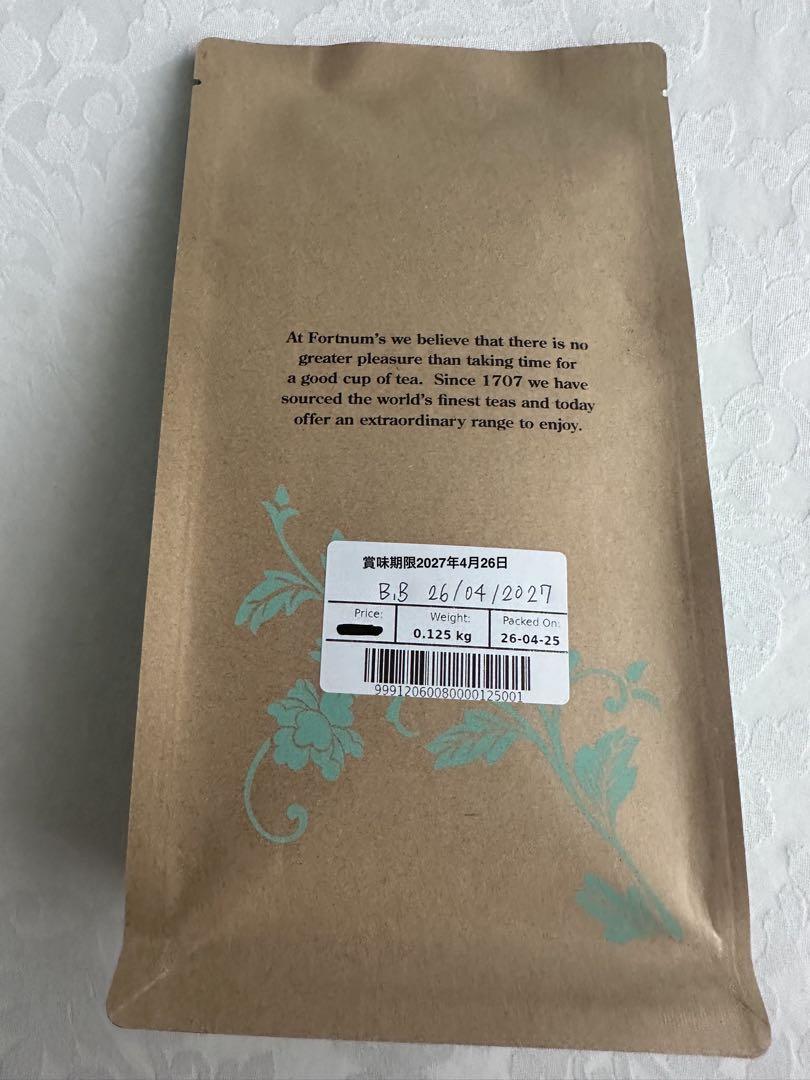 At Fortnum's we believe that there is no
greater pleasure than taking time for
a good cup of tea. Since 1707 we have
sourced the world's finest teas and today
offer an extraordinary range to enjoy.
賞味期限2027年4月26日
B.B 26/04/2027
Price:
Weight:
0.125 kg
Packed On:
26-04-25
99912060080000125001